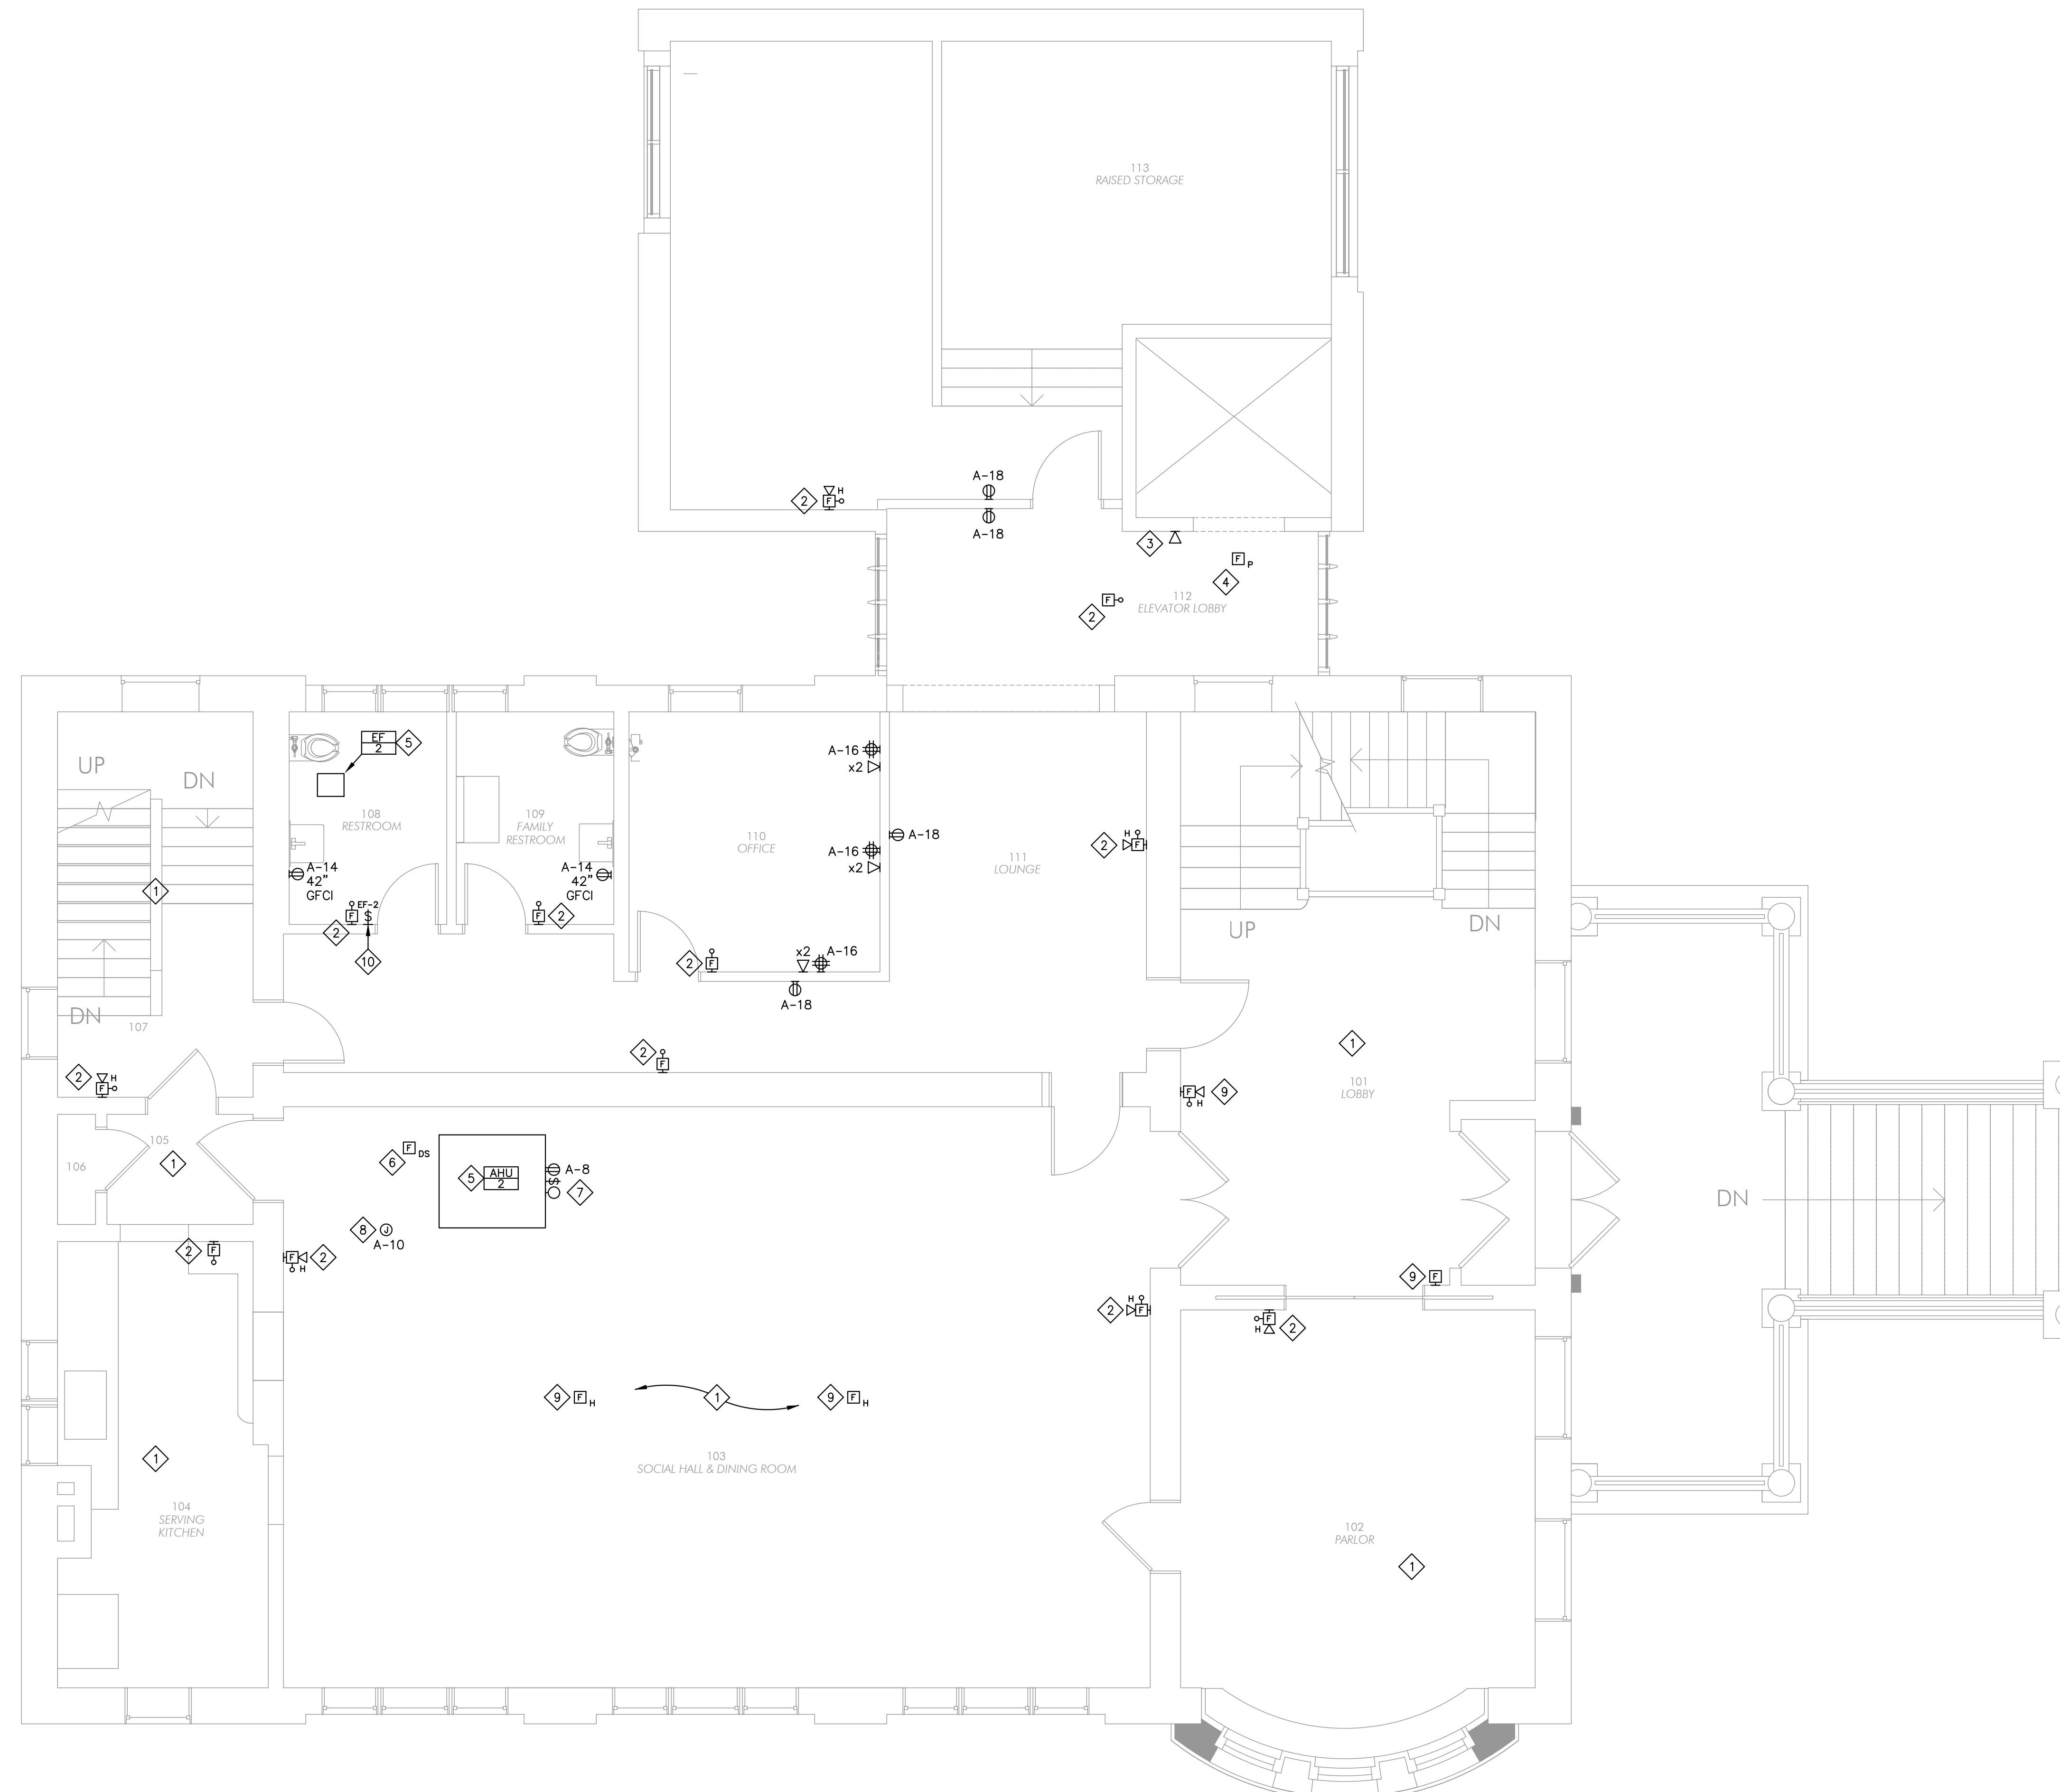 113
RAISED STORAGE
A-18
2
F
H
A-18
3
F
P
4
112
ELEVATOR LOBBY
F
2
UP
DN
EF
2
5
A-16
x2
108
RESTROOM
109
FAMILY
RESTROOM
110
OFFICE
A-16
x2
A-18
111
LOUNGE
H
2
F
A-14
42"
GFCI
A-14
42"
GFCI
1
F
EF-2
S
2
10
F
2
UP
DN
2
F
x2
A-16
A-18
DN
107
2
F
1
2
H
F
101
LOBBY
F
9
H
105
106
1
6
F
DS
5
AHU
2
A-8
S
7
8
J
A-10
DN
2
F
F
2
H
H
2
F
9
F
F
H
2
9
F
H
1
9
F
H
103
SOCIAL HALL & DINING ROOM
1
104
SERVING
KITCHEN
102
PARLOR
1